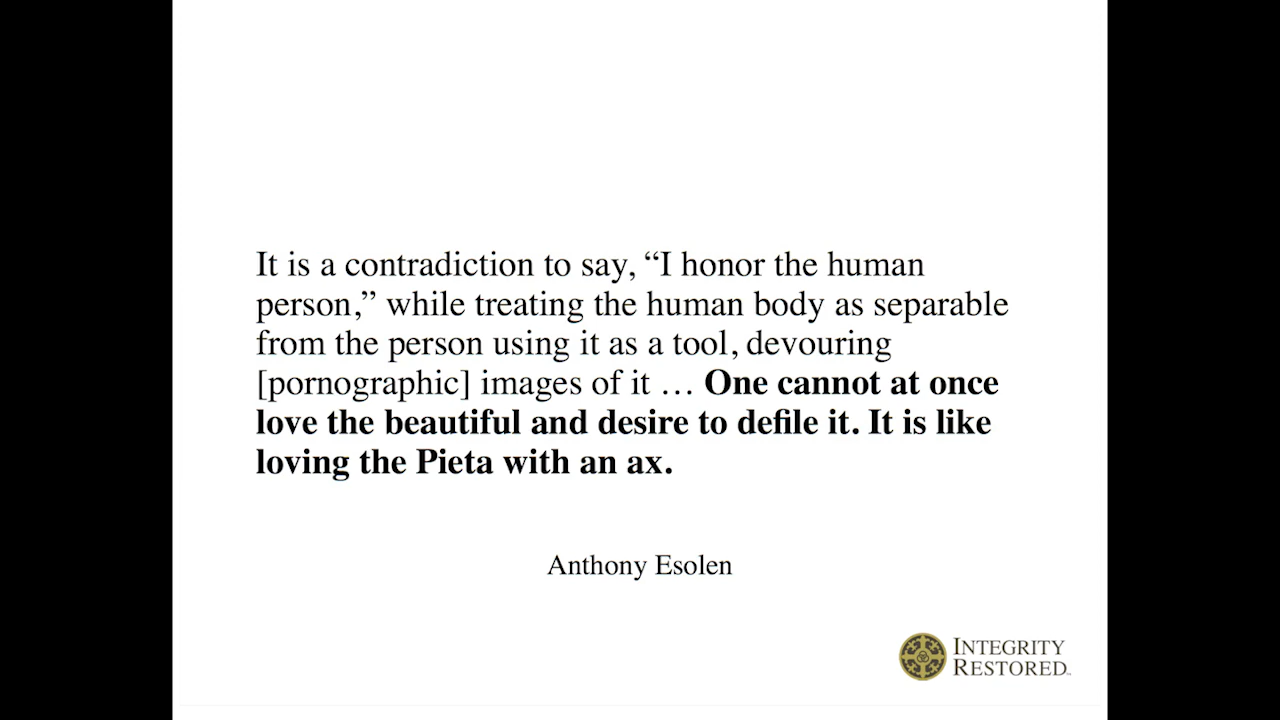 It is a contradiction to say, “I honor the human
person,” while treating the human body as separable
from the person using it as a tool, devouring
[pornographic] images of it … One cannot at once
love the beautiful and desire to defile it. It is like
loving the Pieta with an ax.
Anthony Esolen
INTEGRITY
RESTORED™